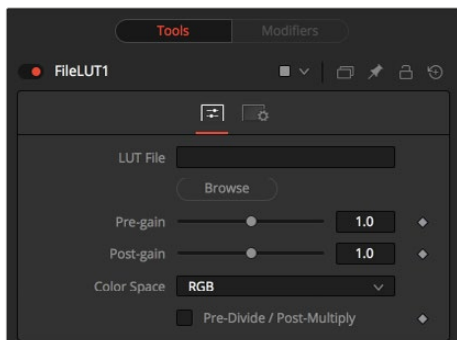 Tools Modifiers
FileLUT1
LUT File
Browse
Pre-gain 1.0
Post-gain 1.0
Color Space RGB
Pre-Divide / Post-Multiply